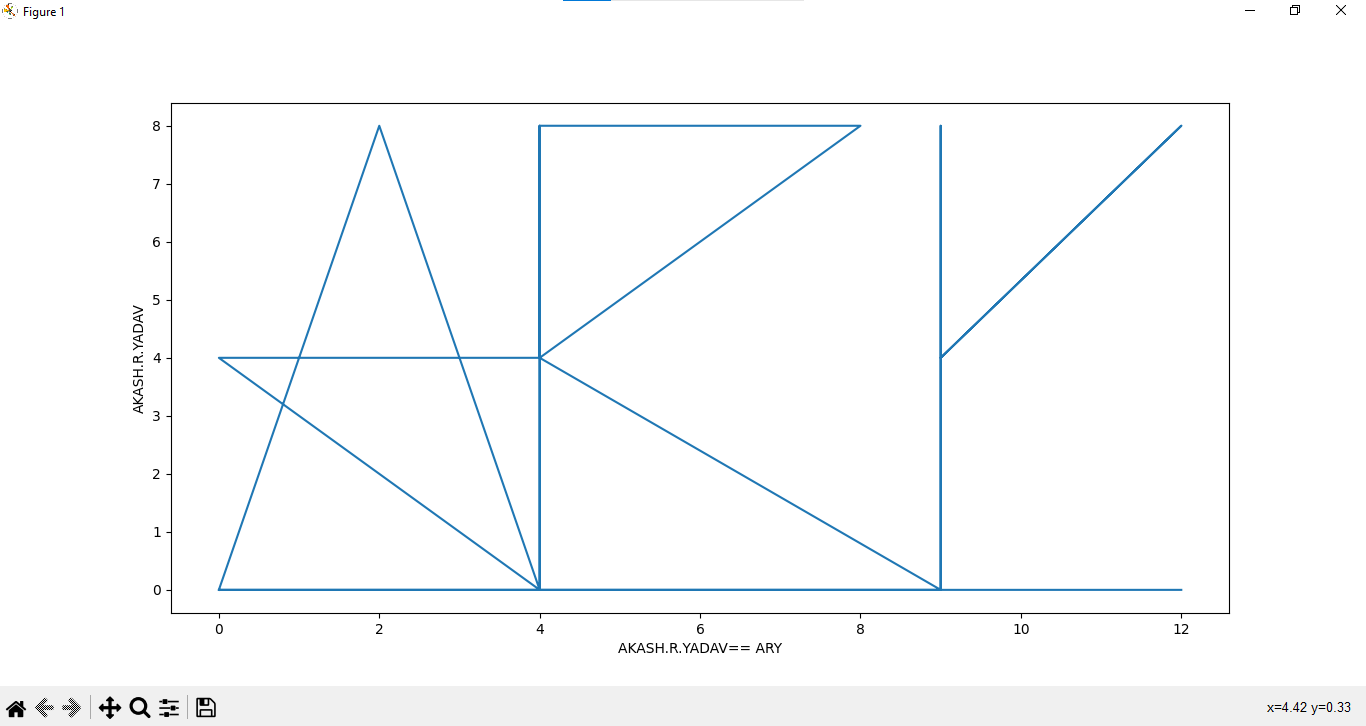 Figure 1
8
7
6
5
4
3
2
1
0
AKASH.R.YADAV
0 2 4 6 8 10 12
AKASH.R.YADAV== ARY
x=4.42 y=0.33